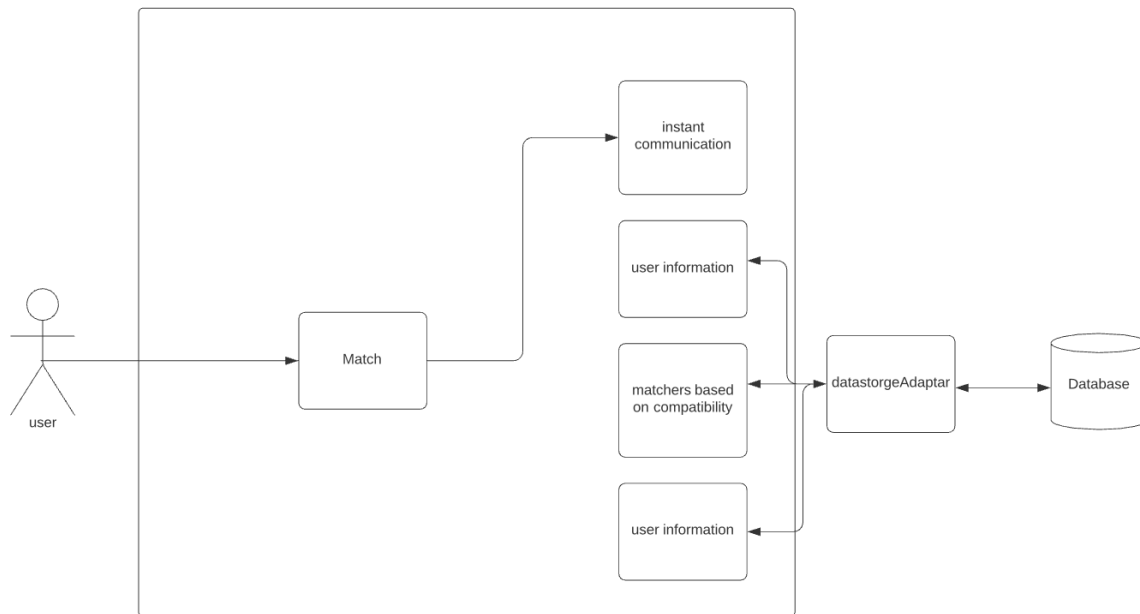 instant
communication
user information
Match
matchers based
on compatibility
datastorgeAdaptar
Database
user
user information